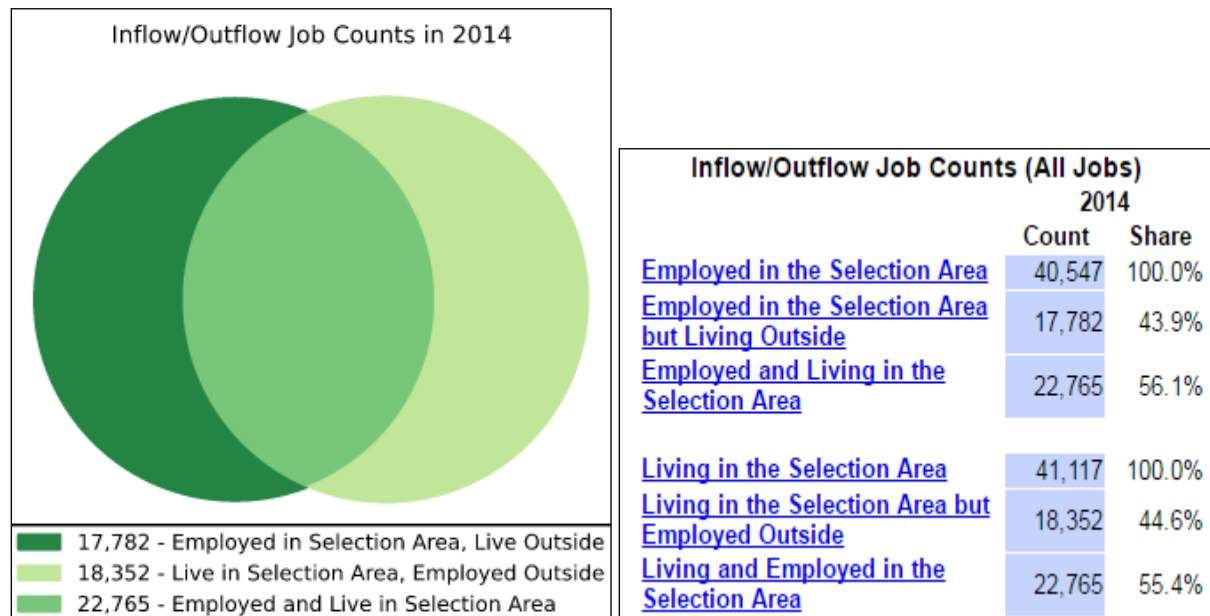 Inflow/Outflow Job Counts in 2014
17,782 - Employed in Selection Area, Live Outside
18,352 - Live in Selection Area, Employed Outside
22,765 - Employed and Live in Selection Area
Inflow/Outflow Job Counts (All Jobs)
2014
Count Share
Employed in the Selection Area 40,547 100.0%
Employed in the Selection Area
but Living Outside 17,782 43.9%
Employed and Living in the
Selection Area 22,765 56.1%
Living in the Selection Area 41,117 100.0%
Living in the Selection Area but
Employed Outside 18,352 44.6%
Living and Employed in the
Selection Area 22,765 55.4%